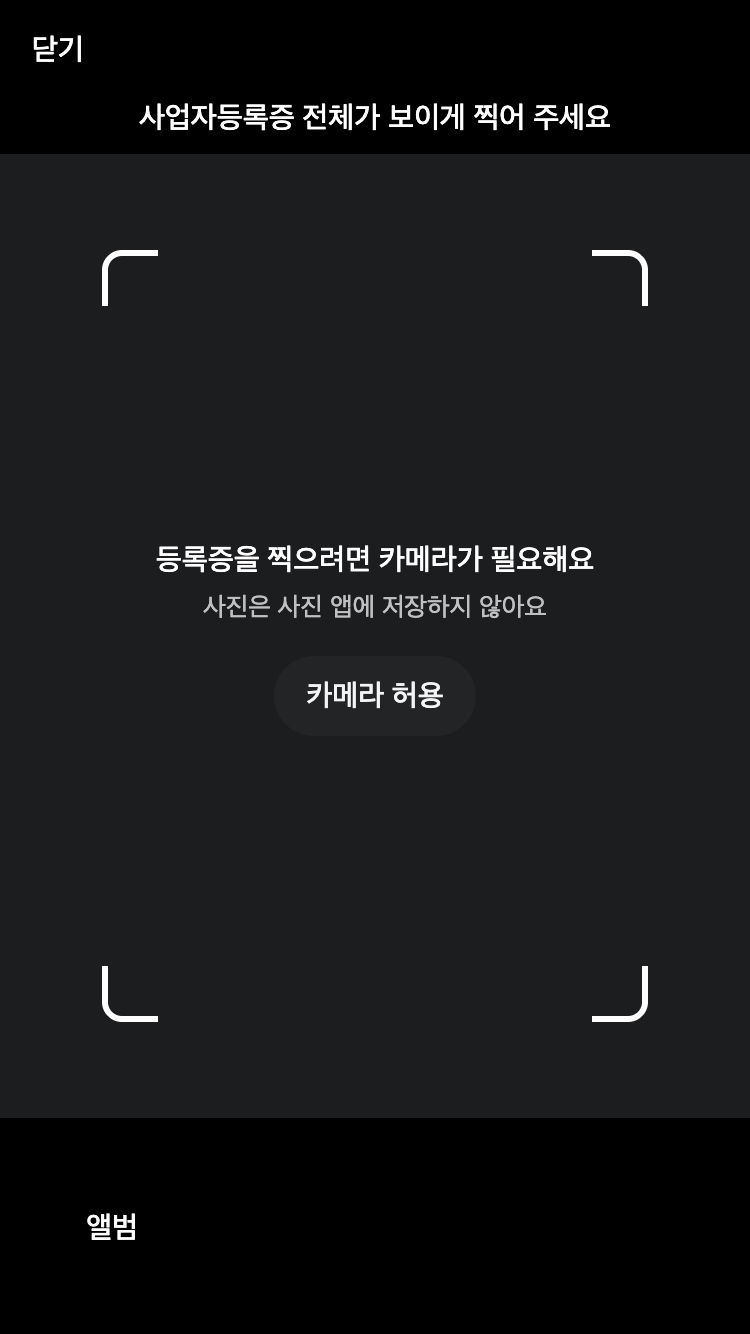 닫기
사업자등록증 전체가 보이게 찍어 주세요
등록증을 찍으려면 카메라가 필요해요
사진은 사진 앱에 저장하지 않아요
카메라 허용
앨범